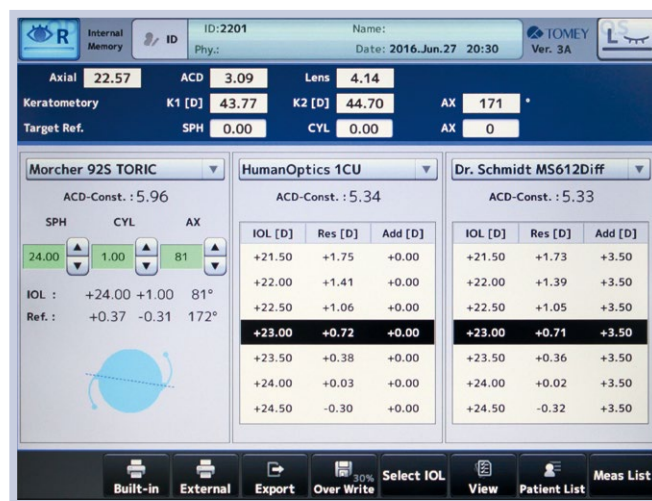 R Internal Memory ID ID:2201 Name: TOMEY L
Phy.: Date: 2016.Jun.27 20:30 Ver. 3A
Axial 22.57 ACD 3.09 Lens 4.14
Keratometory K1 [D] 43.77 K2 [D] 44.70 AX 171 °
Target Ref. SPH 0.00 CYL 0.00 AX 0
Morcher 92S TORIC
ACD-Const. : 5.96
SPH CYL AX
24.00 1.00 81
IOL : +24.00 +1.00 81°
Ref. : +0.37 -0.31 172°
HumanOptics 1CU
ACD-Const. : 5.34
IOL [D] Res [D] Add [D]
+21.50 +1.75 +0.00
+22.00 +1.41 +0.00
+22.50 +1.06 +0.00
+23.00 +0.72 +0.00
+23.50 +0.38 +0.00
+24.00 +0.03 +0.00
+24.50 -0.30 +0.00
Dr. Schmidt MS612Diff
ACD-Const. : 5.33
IOL [D] Res [D] Add [D]
+21.50 +1.73 +3.50
+22.00 +1.39 +3.50
+22.50 +1.05 +3.50
+23.00 +0.71 +3.50
+23.50 +0.36 +3.50
+24.00 +0.02 +3.50
+24.50 -0.32 +3.50
Built-in External Export 30% Over Write Select IOL View Patient List Meas List